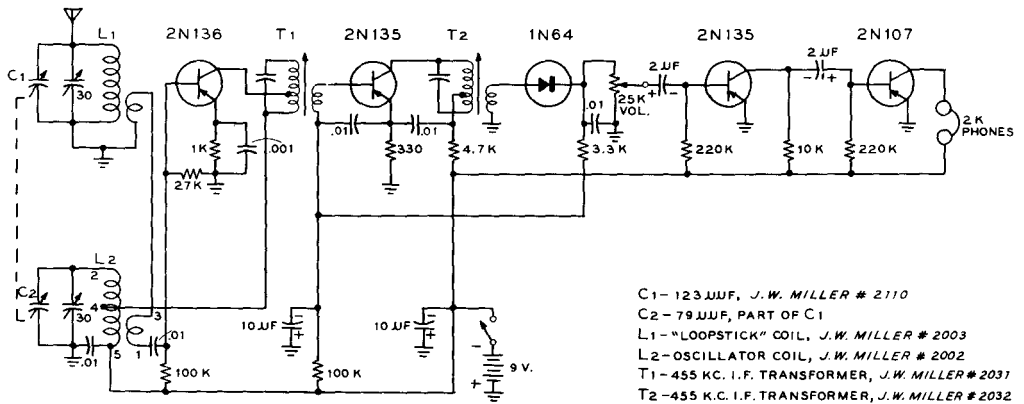 L1
2N136
T1
2N135
T2
1N64
2N135
2N107
C1
30
2 µF
+ -
2 µF
- +
25K
VOL.
.01
.01
.01
2K
PHONES
1K
.001
330
4.7K
3.3K
220K
10K
220K
27K
L2
2
C2
4
30
3
.01
5
1
.01
10 µF
-
+
10 µF
-
+
-
+
9V.
100K
100K
C1-123 µµF, J.W. MILLER # 2110
C2-79 µµF, PART OF C1
L1-"LOOPSTICK" COIL, J.W. MILLER # 2003
L2-OSCILLATOR COIL, J.W. MILLER # 2002
T1-455 KC. I.F. TRANSFORMER, J.W. MILLER # 2031
T2-455 K.C. I.F. TRANSFORMER, J.W. MILLER # 2032